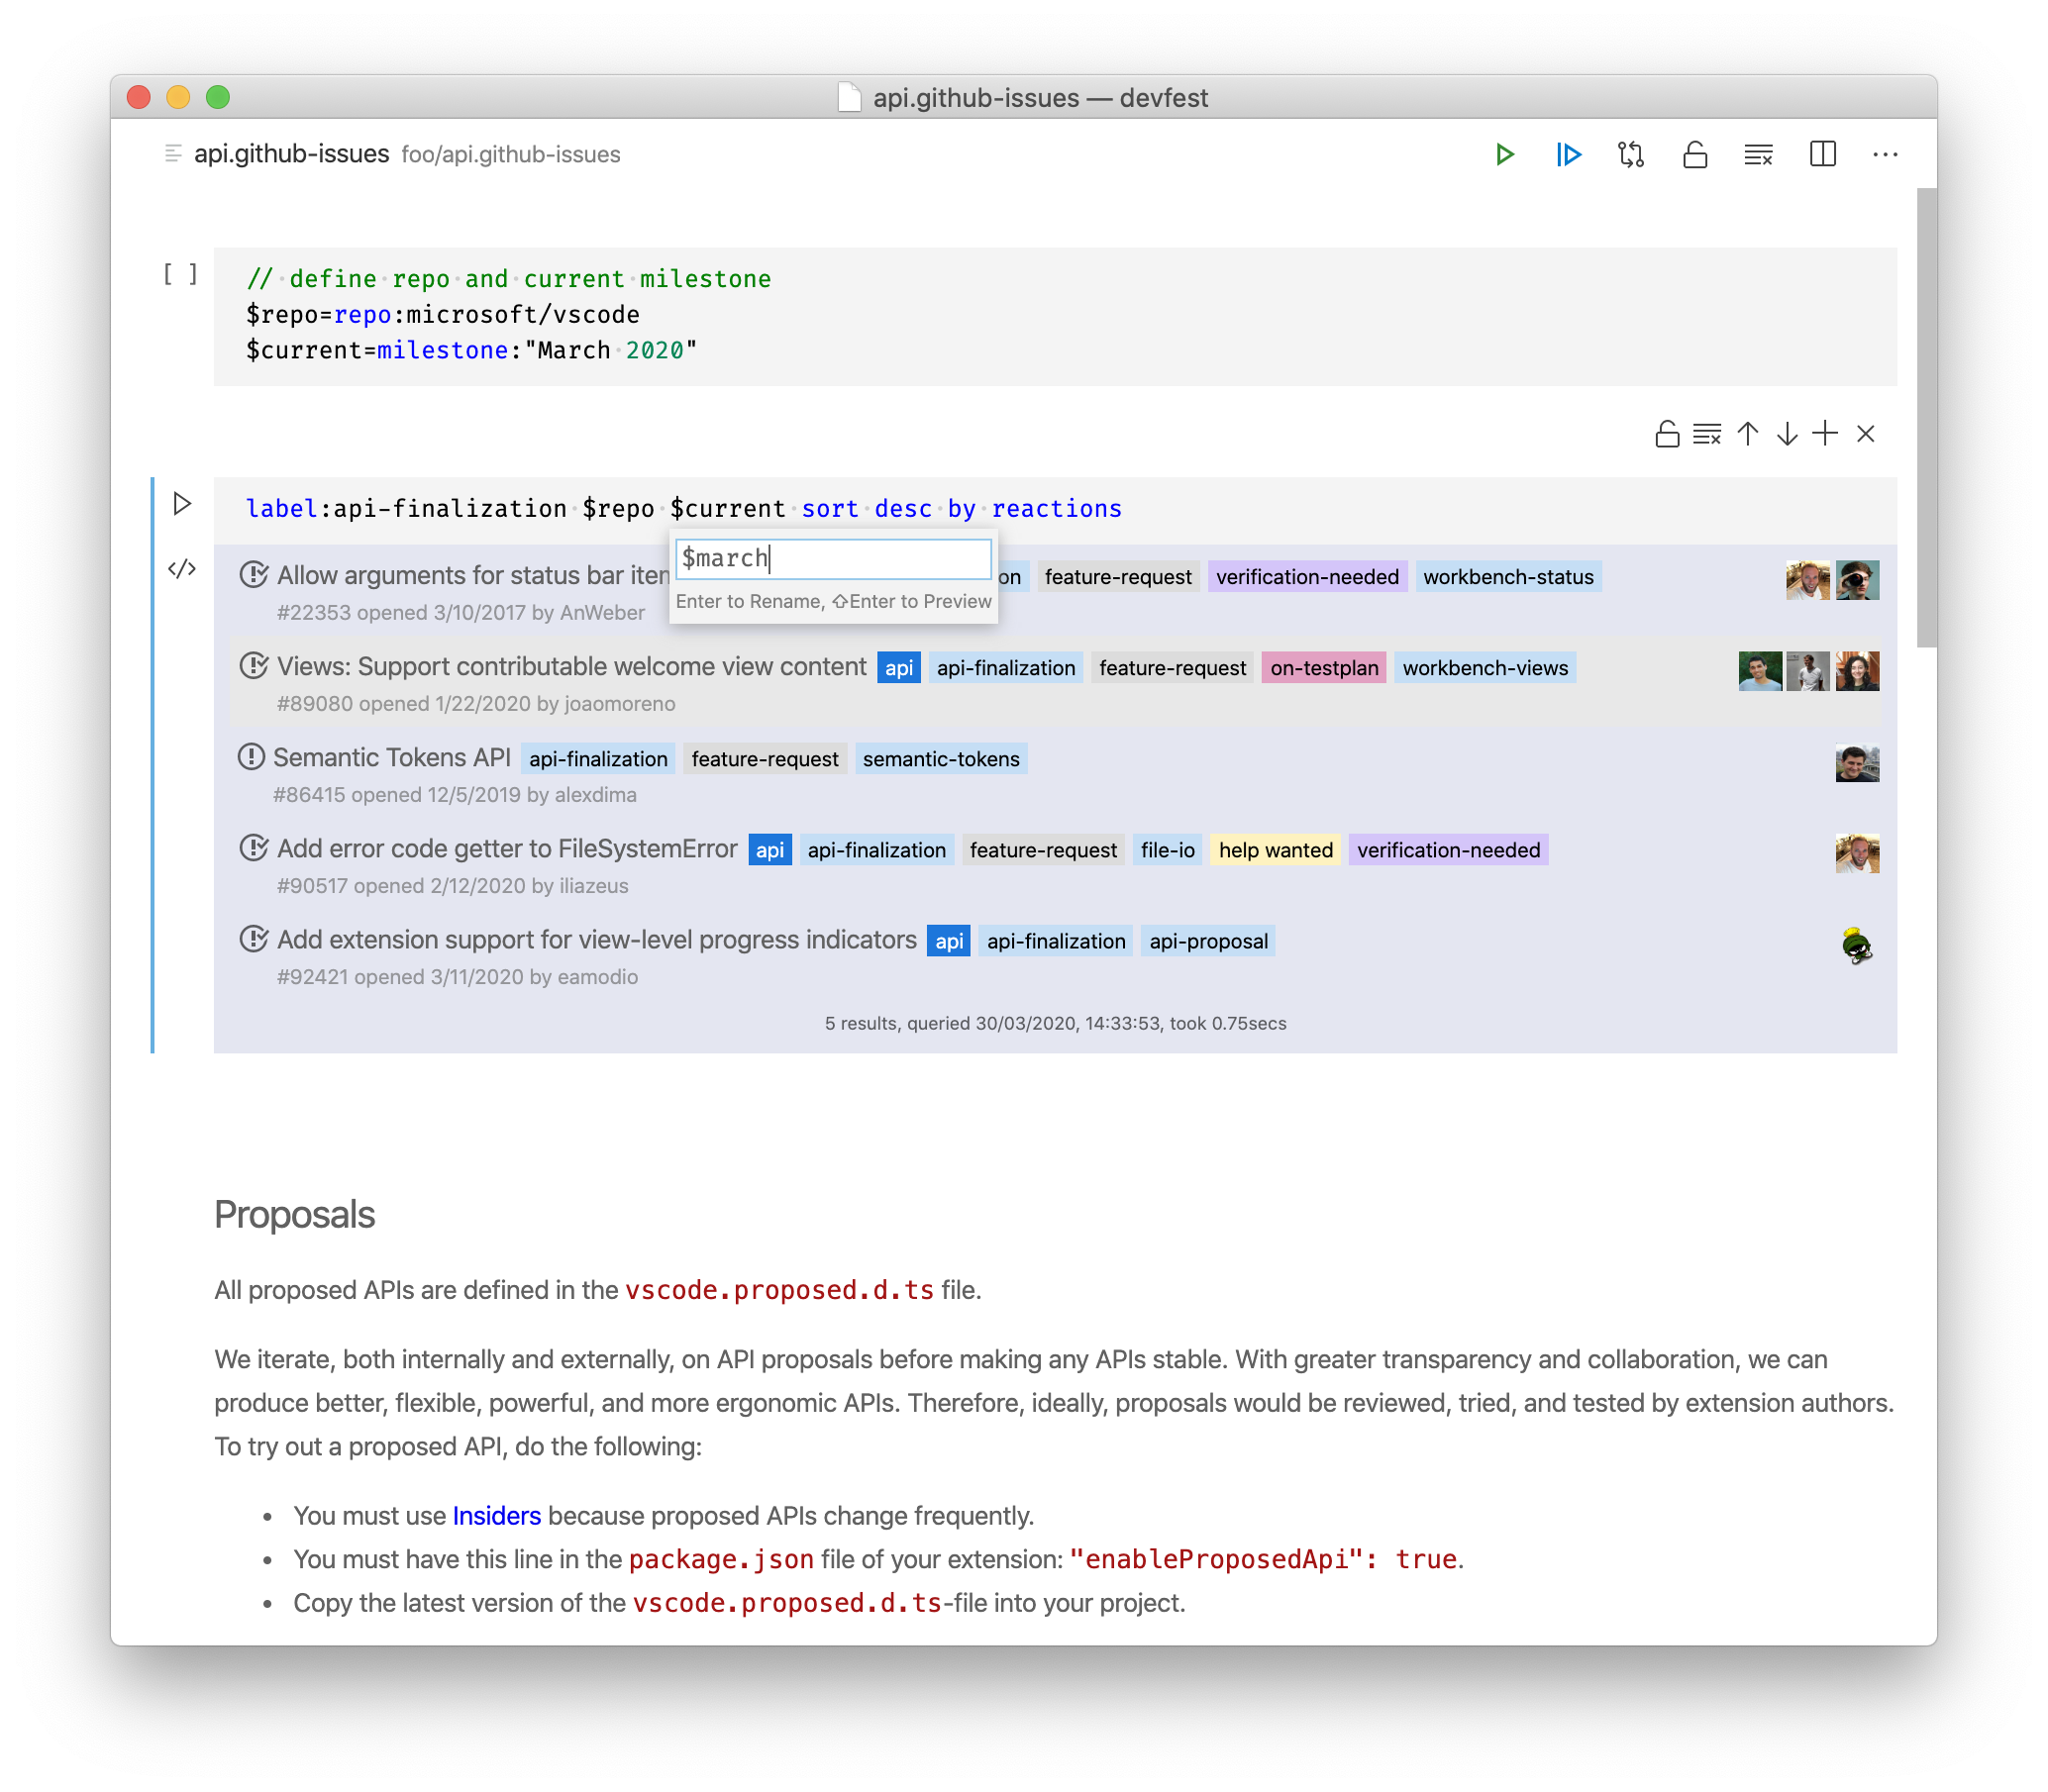 api.github-issues — devfest
api.github-issues foo/api.github-issues
[ ]
// define repo and current milestone
$repo=repo:microsoft/vscode
$current=milestone:"March 2020"
label:api-finalization $repo $current sort desc by reactions
$march
Enter to Rename, ⇧Enter to Preview
Allow arguments for status bar on feature-request verification-needed workbench-status
#22353 opened 3/10/2017 by AnWeber
Views: Support contributable welcome view content api api-finalization feature-request on-testplan workbench-views
#89080 opened 1/22/2020 by joaomoreno
Semantic Tokens API api-finalization feature-request semantic-tokens
#86415 opened 12/5/2019 by alexdima
Add error code getter to FileSystemError api api-finalization feature-request file-io help wanted verification-needed
#90517 opened 2/12/2020 by iliazeus
Add extension support for view-level progress indicators api api-finalization api-proposal
#92421 opened 3/11/2020 by eamodio
5 results, queried 30/03/2020, 14:33:53, took 0.75secs
Proposals
All proposed APIs are defined in the vscode.proposed.d.ts file.
We iterate, both internally and externally, on API proposals before making any APIs stable. With greater transparency and collaboration, we can
produce better, flexible, powerful, and more ergonomic APIs. Therefore, ideally, proposals would be reviewed, tried, and tested by extension authors.
To try out a proposed API, do the following:
• You must use Insiders because proposed APIs change frequently.
• You must have this line in the package.json file of your extension: "enableProposedApi": true.
• Copy the latest version of the vscode.proposed.d.ts-file into your project.